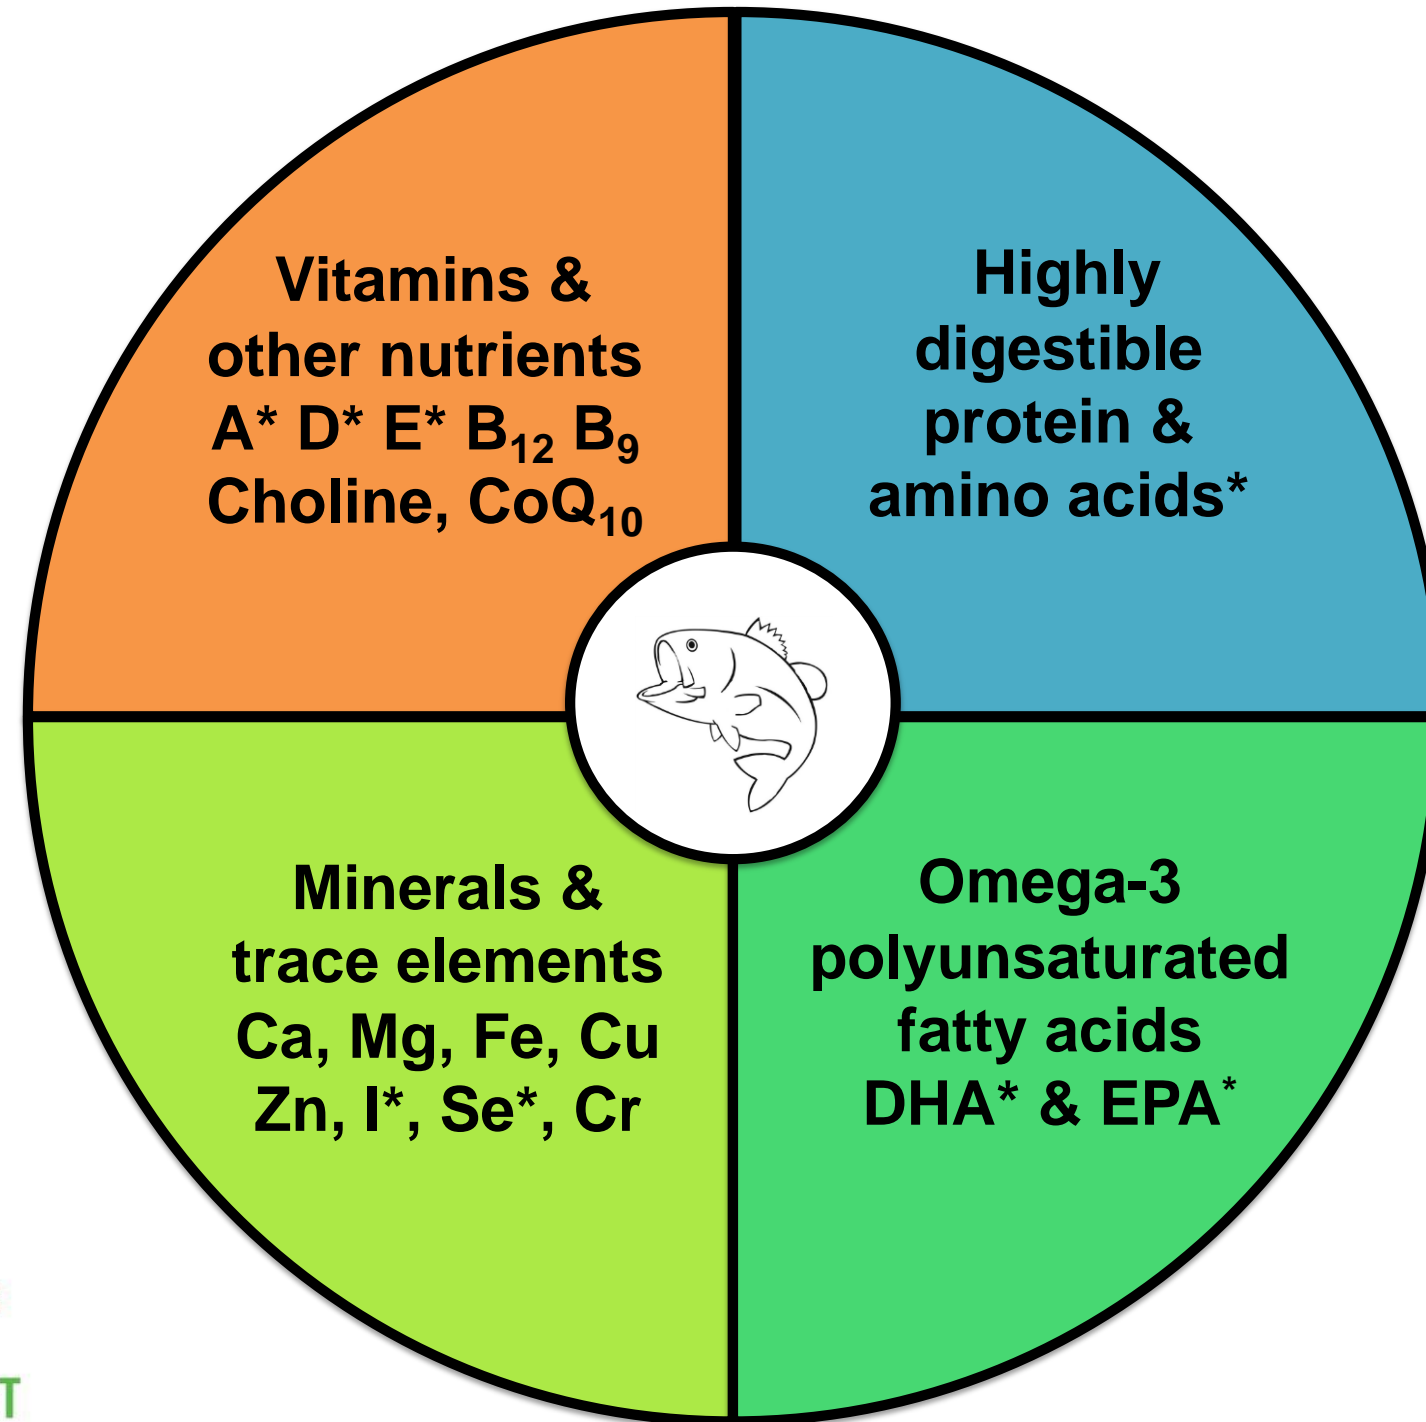 Vitamins &
other nutrients
A* D* E* B₁₂ B₉
Choline, CoQ₁₀
Highly
digestible
protein &
amino acids*
Minerals &
trace elements
Ca, Mg, Fe, Cu
Zn, I*, Se*, Cr
Omega-3
polyunsaturated
fatty acids
DHA* & EPA*
T